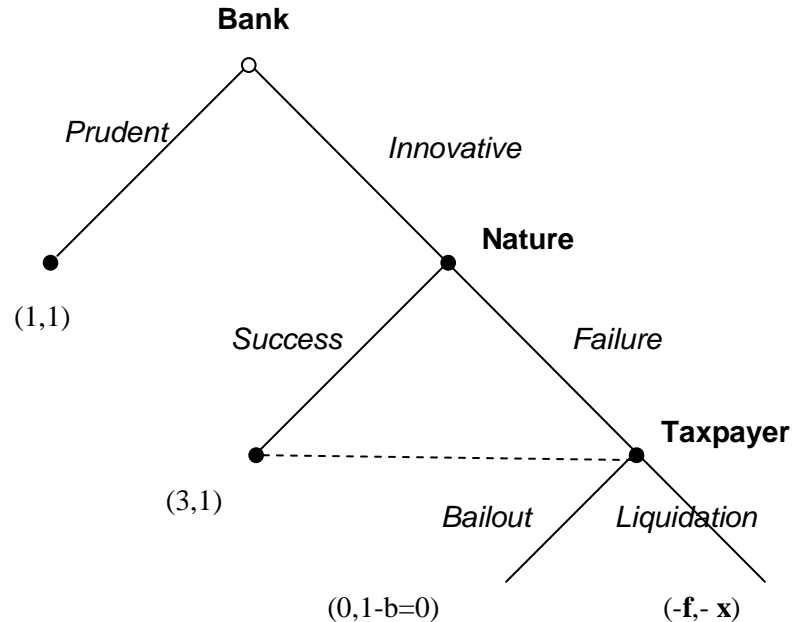 Bank
Prudent
Innovative
Nature
(1,1)
Success
Failure
Taxpayer
(3,1)
Bailout
Liquidation
(0,1-b=0)
(-f,- x)